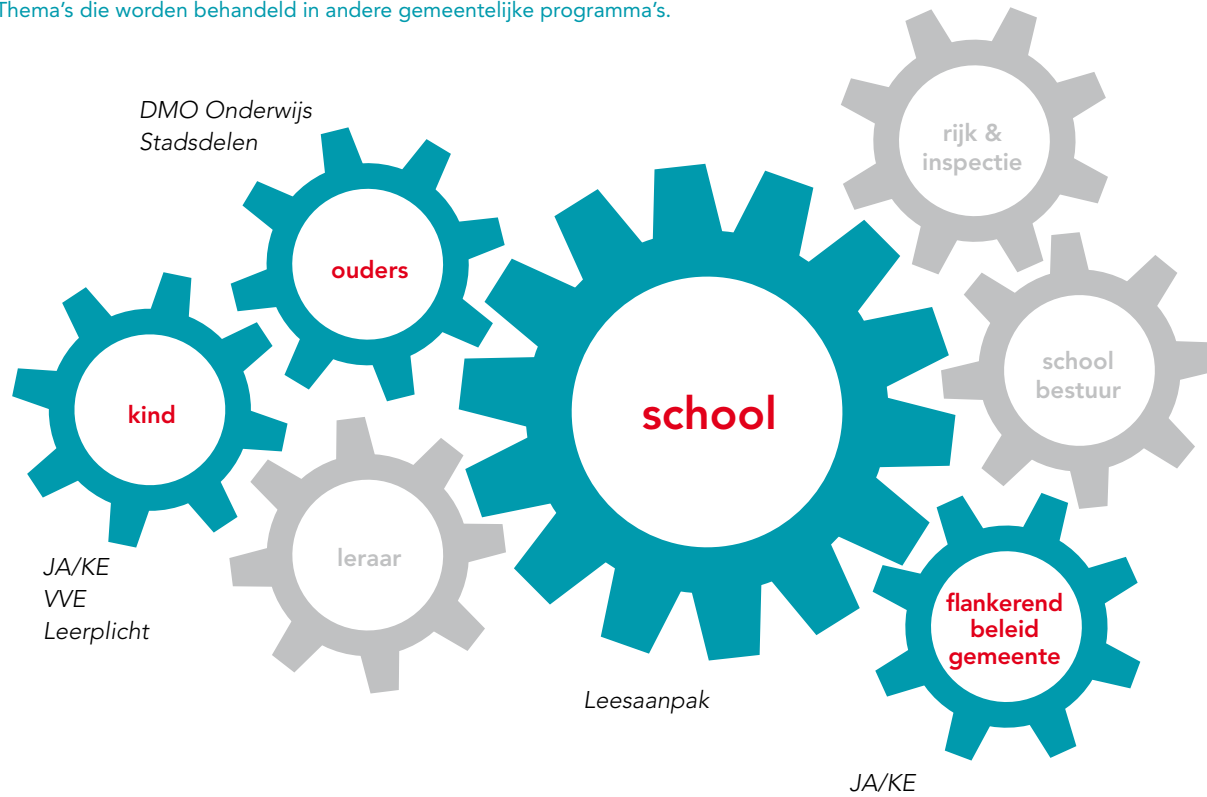 Thema's die worden behandeld in andere gemeentelijke programma's.
DMO Onderwijs
Stadsdelen
rijk &
inspectie
ouders
school
bestuur
kind
school
leraar
JA/KE
VVE
Leerplicht
flankerend
beleid
gemeente
Leesaanpak
JA/KE